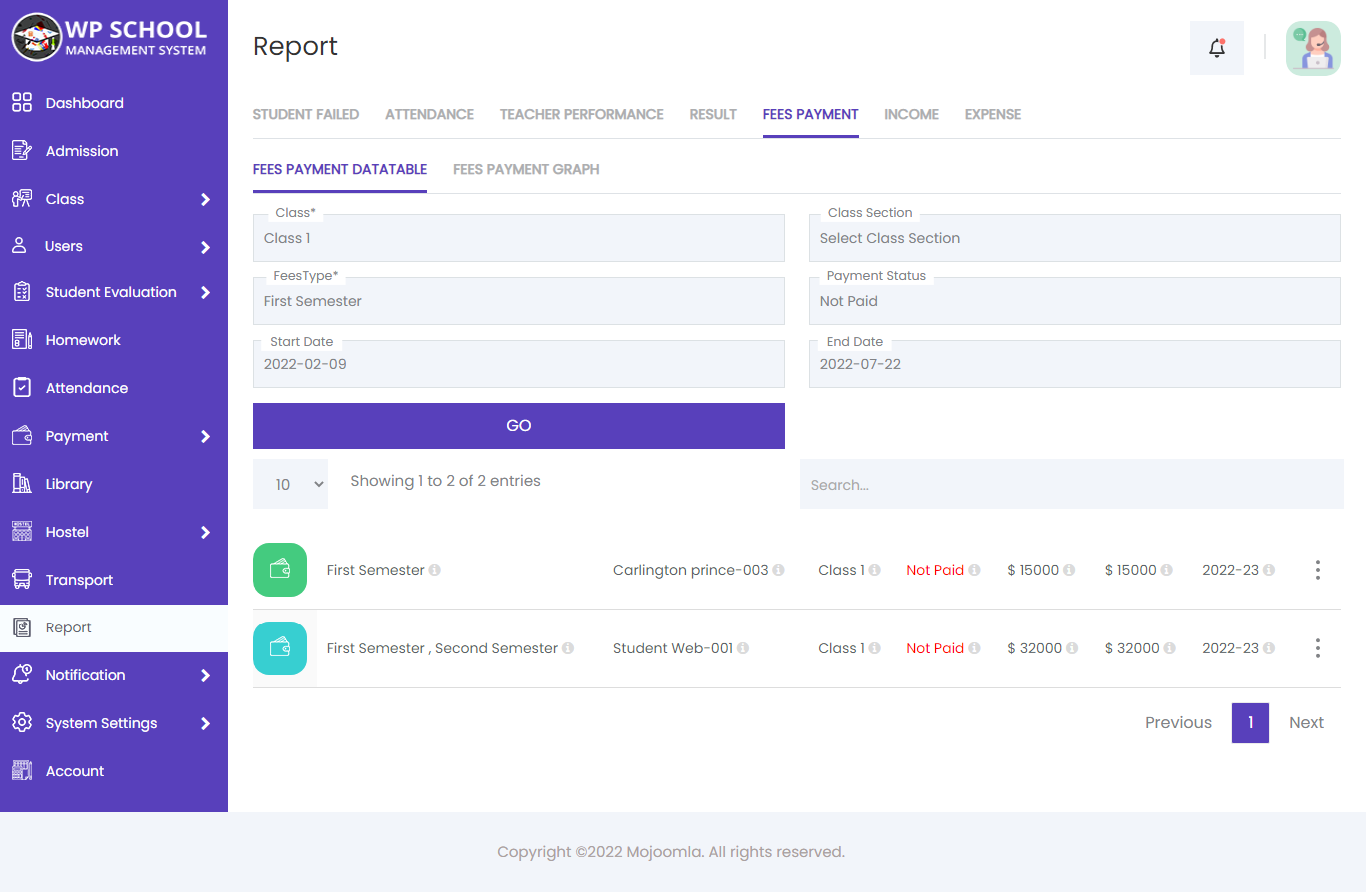 WP SCHOOL
MANAGEMENT SYSTEM
Dashboard
Admission
Class
Users
Student Evaluation
Homework
Attendance
Payment
Library
HOSTEL
Hostel
Transport
Report
Notification
System Settings
Account
Report
STUDENT FAILED ATTENDANCE TEACHER PERFORMANCE RESULT FEES PAYMENT INCOME EXPENSE
FEES PAYMENT DATATABLE FEES PAYMENT GRAPH
Class* Class Section
Class 1 Select Class Section
FeesType* Payment Status
First Semester Not Paid
Start Date End Date
2022-02-09 2022-07-22
GO
10 Showing 1 to 2 of 2 entries Search...
First Semester Carlington prince-003 Class 1 Not Paid $ 15000 $ 15000 2022-23
First Semester , Second Semester Student Web-001 Class 1 Not Paid $ 32000 $ 32000 2022-23
Previous 1 Next
Copyright ©2022 Mojoomla. All rights reserved.